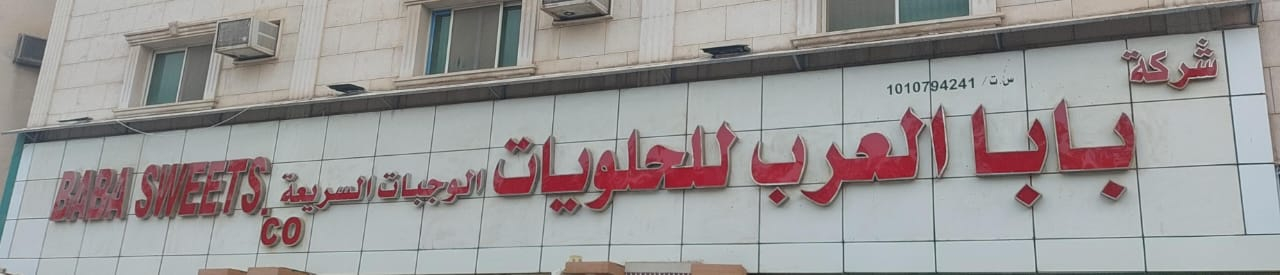 شركة
س.ت/ 1010794241
بابا العرب للحلويات
الوجبات السريعة
BABA SWEETS.
CO